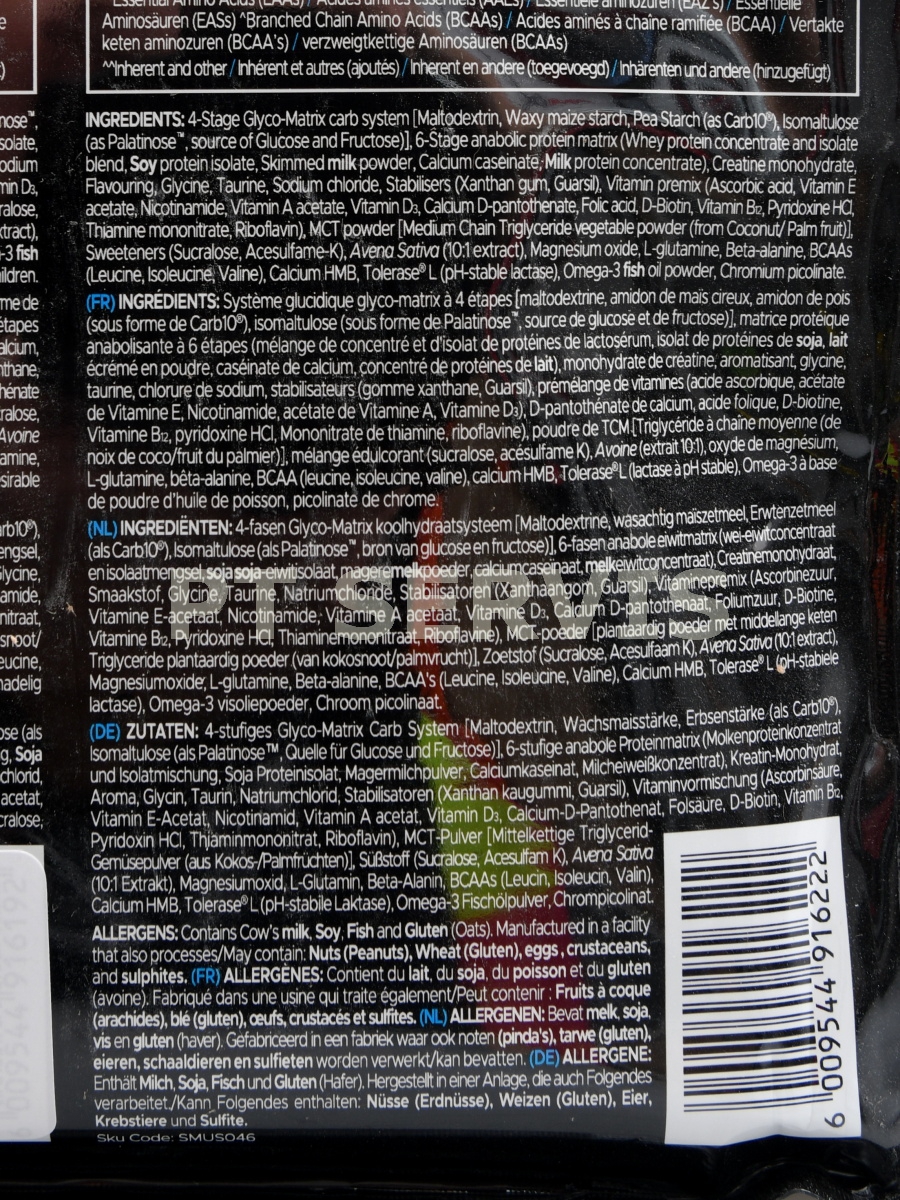 Essential Amino Acids (EAAs) / Acides aminés essentiels (AAEs) / Essentiële aminozuren (EAZ's) / Essentielle
Aminosäuren (EASs) ^Branched Chain Amino Acids (BCAAs) / Acides aminés à chaîne ramifiée (BCAA) / Vertakte
keten aminozuren (BCAA's) / verzweigtkettige Aminosäuren (BCAAs)
^^Inherent and other / Inhérent et autres (ajoutés) / Inherent en andere (toegevoegd) / Inhärenten und andere (hinzugefügt)
INGREDIENTS: 4-Stage Glyco-Matrix carb system [Maltodextrin, Waxy maize starch, Pea Starch (as Carb10®), Isomaltulose
(as Palatinose™, source of Glucose and Fructose)], 6-Stage anabolic protein matrix (Whey protein concentrate and isolate
blend, Soy protein isolate, Skimmed milk powder, Calcium caseinate, Milk protein concentrate), Creatine monohydrate,
Flavouring, Glycine, Taurine, Sodium chloride, Stabilisers (Xanthan gum, Guarsil), Vitamin premix (Ascorbic acid, Vitamin E
acetate, Nicotinamide, Vitamin A acetate, Vitamin D3, Calcium D-pantothenate, Folic acid, D-Biotin, Vitamin B12, Pyridoxine HCl,
Thiamine mononitrate, Riboflavin), MCT powder [Medium Chain Triglyceride vegetable powder (from Coconut/ Palm fruit)],
Sweeteners (Sucralose, Acesulfame-K), Avena Sativa (10:1 extract), Magnesium oxide, L-glutamine, Beta-alanine, BCAAs
(Leucine, Isoleucine, Valine), Calcium HMB, Tolerase® L (pH-stable lactase), Omega-3 fish oil powder, Chromium picolinate.
(FR) INGRÉDIENTS: Système glucidique glyco-matrix à 4 étapes [maltodextrine, amidon de maïs cireux, amidon de pois
(sous forme de Carb10®), isomaltulose (sous forme de Palatinose™, source de glucose et de fructose)], matrice protéique
anabolisante à 6 étapes (mélange de concentré et d'isolat de protéines de lactosérum, isolat de protéines de soja, lait
écrémé en poudre, caséinate de calcium, concentré de protéines de lait), monohydrate de créatine, aromatisant, glycine,
taurine, chlorure de sodium, stabilisateurs (gomme xanthane, Guarsil), prémélange de vitamines (acide ascorbique, acétate
de Vitamine E, Nicotinamide, acétate de Vitamine A, Vitamine D3), D-pantothénate de calcium, acide folique, D-biotine,
Vitamine B12, pyridoxine HCl, Mononitrate de thiamine, riboflavine), poudre de TCM [Triglycéride à chaîne moyenne (de
noix de coco/fruit du palmier)], mélange édulcorant (sucralose, acésulfame K), Avoine (extrait 10:1), oxyde de magnésium,
L-glutamine, bêta-alanine, BCAA (leucine, isoleucine, valine), calcium HMB, Tolerase® L (lactase à pH stable), Omega-3 à base
de poudre d'huile de poisson, picolinate de chrome.
(NL) INGREDIËNTEN: 4-fasen Glyco-Matrix koolhydraatsysteem [Maltodextrine, wasachtig maïszetmeel, Erwtenzetmeel
(als Carb10®), Isomaltulose (als Palatinose™, bron van glucose en fructose)], 6-fasen anabole eiwitmatrix (wei-eiwitconcentraat
en isolaatmengsel, soja soja-eiwitisolaat, magere melkpoeder, calciumcaseinaat, melkeiwitconcentraat), Creatinemonohydraat,
Smaakstof, Glycine, Taurine, Natriumchloride, Stabilisatoren (Xanthaangom, Guarsil), Vitaminepremix (Ascorbinezuur,
Vitamine E-acetaat, Nicotinamide, Vitamine A acetaat, Vitamine D3, Calcium D-pantothenaat, Foliumzuur, D-Biotine,
Vitamine B12, Pyridoxine HCl, Thiaminemononitraat, Riboflavine), MCT-poeder [plantaardig poeder met middellange keten
Triglyceride plantaardig poeder (van kokosnoot/palmvrucht)], Zoetstof (Sucralose, Acesulfaam K), Avena Sativa (10:1 extract),
Magnesiumoxide, L-glutamine, Beta-alanine, BCAA's (Leucine, Isoleucine, Valine), Calcium HMB, Tolerase® L (pH-stabiele
lactase), Omega-3 visoliepoeder, Chroom picolinaat.
PT SERVIS
(DE) ZUTATEN: 4-stufiges Glyco-Matrix Carb System [Maltodextrin, Wachsmaisstärke, Erbsenstärke (als Carb10®),
Isomaltulose (als Palatinose™, Quelle für Glucose und Fructose)], 6-stufige anabole Proteinmatrix (Molkenproteinkonzentrat
und Isolatmischung, Soja Proteinisolat, Magermilchpulver, Calciumkaseinat, Milcheiweißkonzentrat), Kreatin-Monohydrat,
Aroma, Glycin, Taurin, Natriumchlorid, Stabilisatoren (Xanthan kaugummi, Guarsil), Vitaminvormischung (Ascorbinsäure,
Vitamin E-Acetat, Nicotinamid, Vitamin A acetat, Vitamin D3, Calcium-D-Pantothenat, Folsäure, D-Biotin, Vitamin B12,
Pyridoxin HCl, Thjaminmononitrat, Riboflavin), MCT-Pulver [Mittelkettige Triglycerid-
Gemüsepulver (aus Kokos-/Palmfrüchten)], Süßstoff (Sucralose, Acesulfam K), Avena Sativa
(10:1 Extrakt), Magnesiumoxid, L-Glutamin, Beta-Alanin, BCAAs (Leucin, Isoleucin, Valin),
Calcium HMB, Tolerase® L (pH-stabile Laktase), Omega-3 Fischölpulver, Chrompicolinat.
ALLERGENS: Contains Cow's milk, Soy, Fish and Gluten (Oats). Manufactured in a facility
that also processes/May contain: Nuts (Peanuts), Wheat (Gluten), eggs, crustaceans,
and sulphites. (FR) ALLERGÈNES: Contient du lait, du soja, du poisson et du gluten
(avoine). Fabriqué dans une usine qui traite également/Peut contenir : Fruits à coque
(arachides), blé (gluten), œufs, crustacés et sulfites. (NL) ALLERGENEN: Bevat melk, soja,
vis en gluten (haver). Gefabriceerd in een fabriek waar ook noten (pinda's), tarwe (gluten),
eieren, schaaldieren en sulfieten worden verwerkt/kan bevatten. (DE) ALLERGENE:
Enthält Milch, Soja, Fisch und Gluten (Hafer). Hergestellt in einer Anlage, die auch Folgendes
verarbeitet./Kann Folgendes enthalten: Nüsse (Erdnüsse), Weizen (Gluten), Eier,
Krebstiere und Sulfite.
Sku Code: SMUS046
6 009544 916222